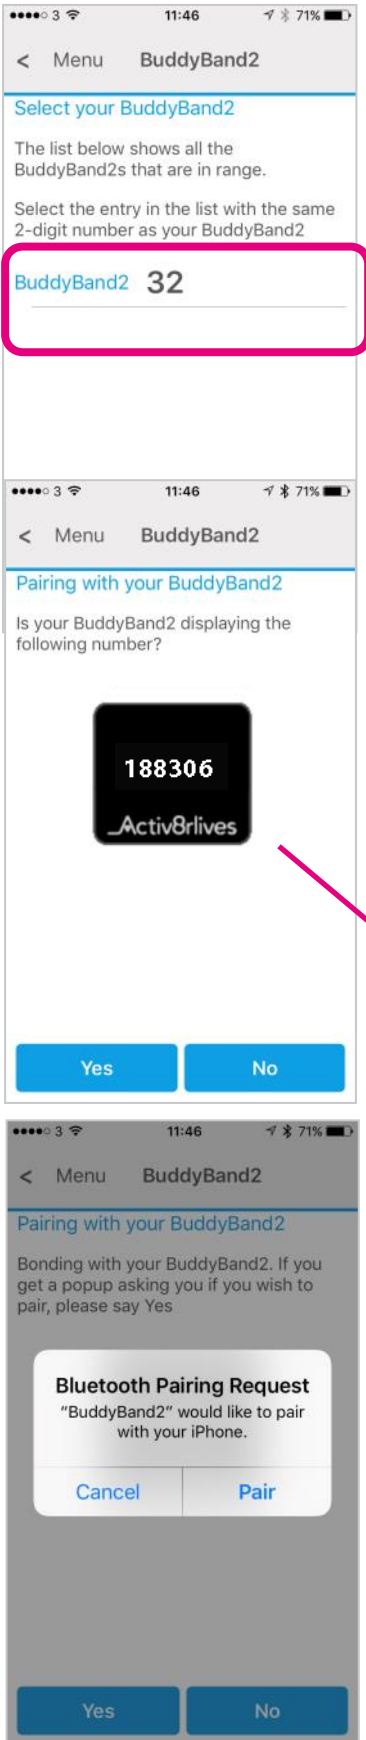 3 11:46 71%
< Menu BuddyBand2
Select your BuddyBand2
The list below shows all the
BuddyBand2s that are in range.
Select the entry in the list with the same
2-digit number as your BuddyBand2
BuddyBand2 32
3 11:46 71%
< Menu BuddyBand2
Pairing with your BuddyBand2
Is your BuddyBand2 displaying the
following number?
188306
Activ8rlives
Yes No
3 11:46 71%
< Menu BuddyBand2
Pairing with your BuddyBand2
Bonding with your BuddyBand2. If you
get a popup asking you if you wish to
pair, please say Yes
Bluetooth Pairing Request
“BuddyBand2” would like to pair
with your iPhone.
Cancel Pair
Yes No